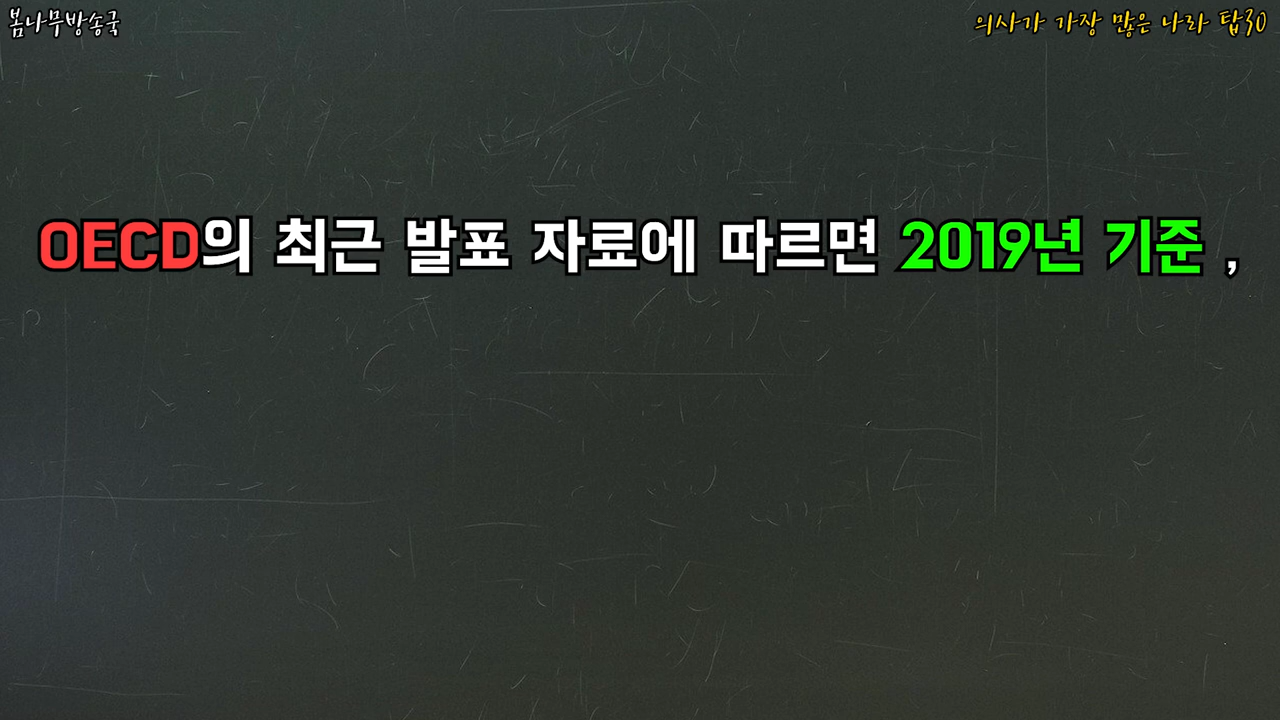 봄나무방송국
의사가 가장 많은 나라 탑30
OECD의 최근 발표 자료에 따르면 2019년 기준 ,